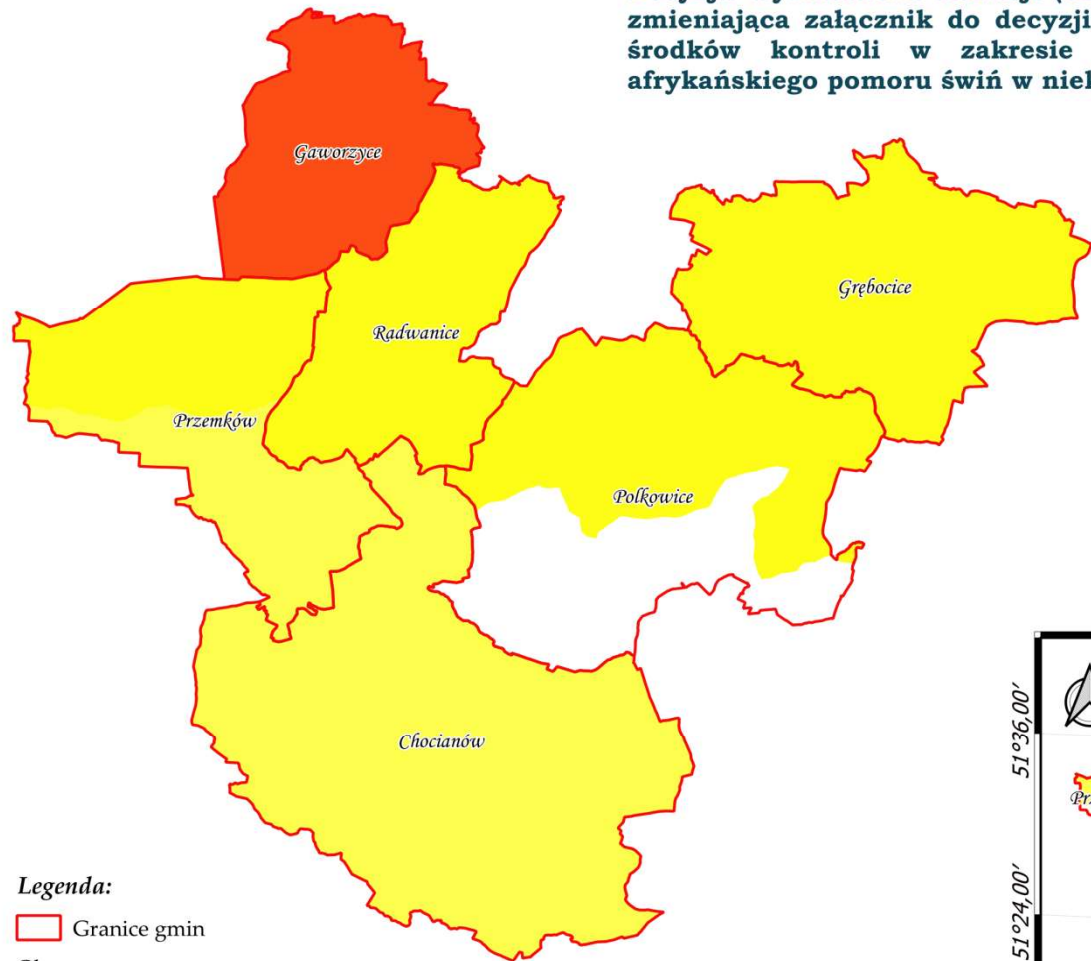 zmieniająca załącznik do decyzji
środków kontroli w zakresie
afrykańskiego pomoru świń w
Gaworzyce
Grębocice
Radwanice
Przemków
Polkowice
Chocianów
51°36,00'
51°24,00'
Legenda:
Granice gmin